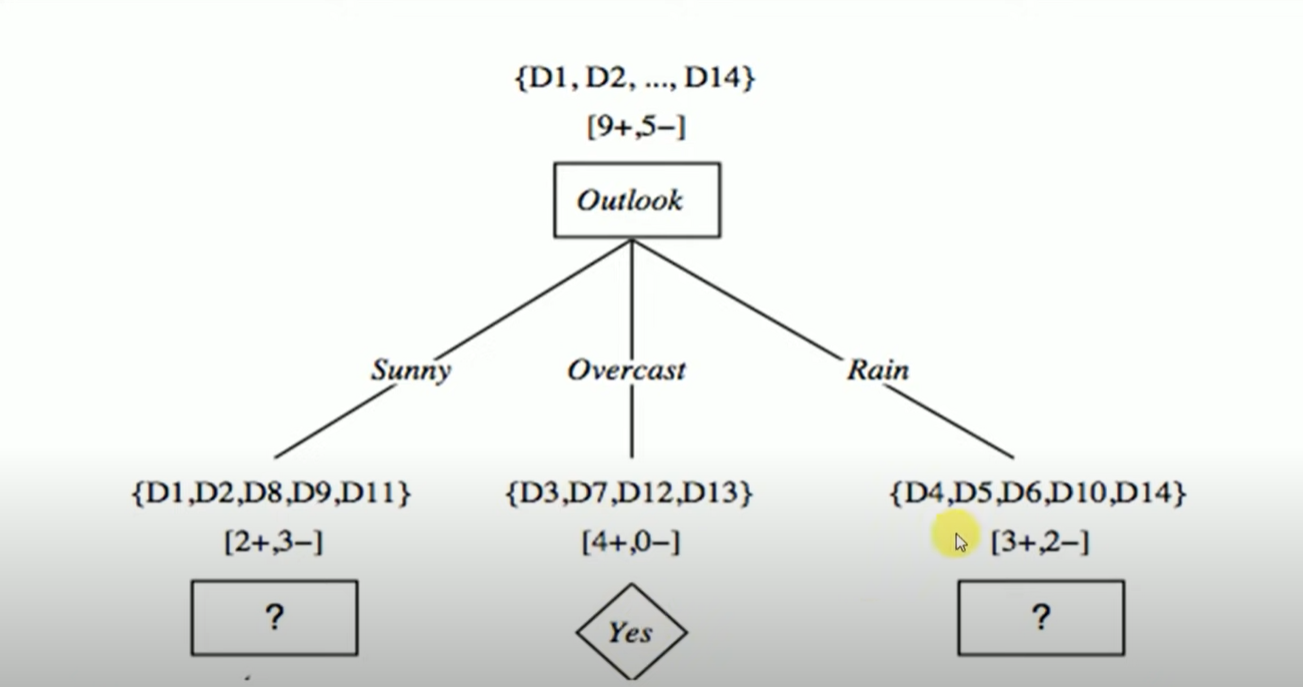 {D1, D2, ..., D14}
[9+,5−]
Outlook
Sunny
Overcast
Rain
{D1,D2,D8,D9,D11}
{D3,D7,D12,D13}
{D4,D5,D6,D10,D14}
[2+,3−]
[4+,0−]
[3+,2−]
?
Yes
?